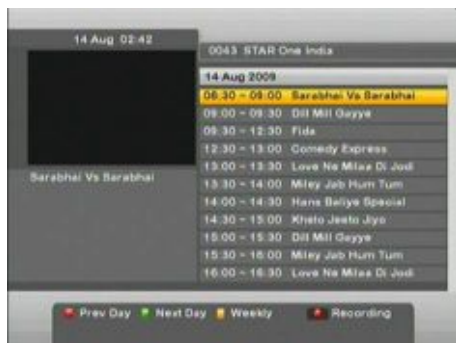 14 Aug 02:42
0043 STAR One India
14 Aug 2009
08:30 ~ 09:00 Sarabhai Vs Sarabhai
09:00 ~ 09:30 Dill Mill Gayye
09:30 ~ 12:30 Fida
12:30 ~ 13:00 Comedy Express
13:00 ~ 13:30 Love Ne Milaa Di Jodi
Sarabhai Vs Sarabhai
13:30 ~ 14:00 Miley Jab Hum Tum
14:00 ~ 14:30 Hans Baliye Special
14:30 ~ 15:00 Khelo Jeeto Jiyo
15:00 ~ 15:30 Dill Mill Gayye
15:30 ~ 16:00 Miley Jab Hum Tum
16:00 ~ 16:30 Love Ne Milaa Di Jodi
Prev Day Next Day Weekly Recording